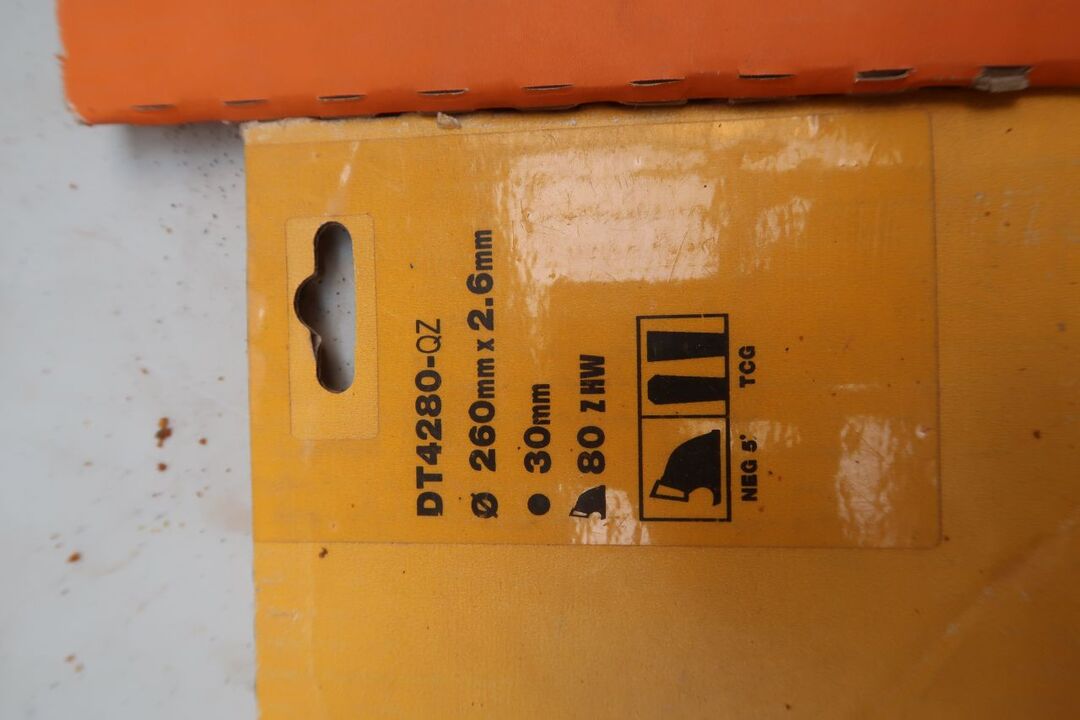 DT4280-QZ
Ø 260mm x 2.6mm
● 30mm
80 Z HW
NEG 5° TCG